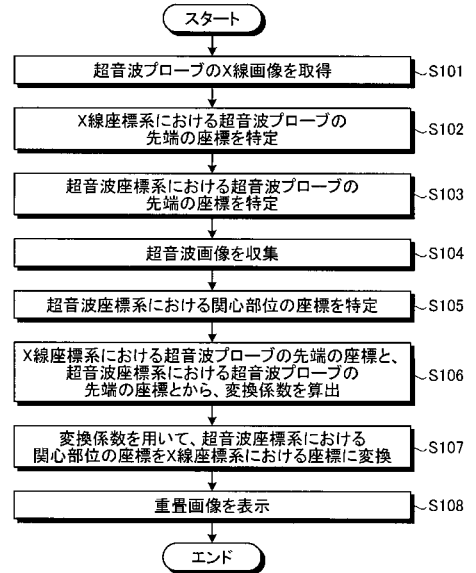 スタート
超音波プローブのX線画像を取得
S101
X線座標系における超音波プローブの
先端の座標を特定
S102
超音波座標系における超音波プローブの
先端の座標を特定
S103
超音波画像を収集
S104
超音波座標系における関心部位の座標を特定
S105
X線座標系における超音波プローブの先端の座標と、
超音波座標系における超音波プローブの
先端の座標とから、変換係数を算出
S106
変換係数を用いて、超音波座標系における
関心部位の座標をX線座標系における座標に変換
S107
重畳画像を表示
S108
エンド